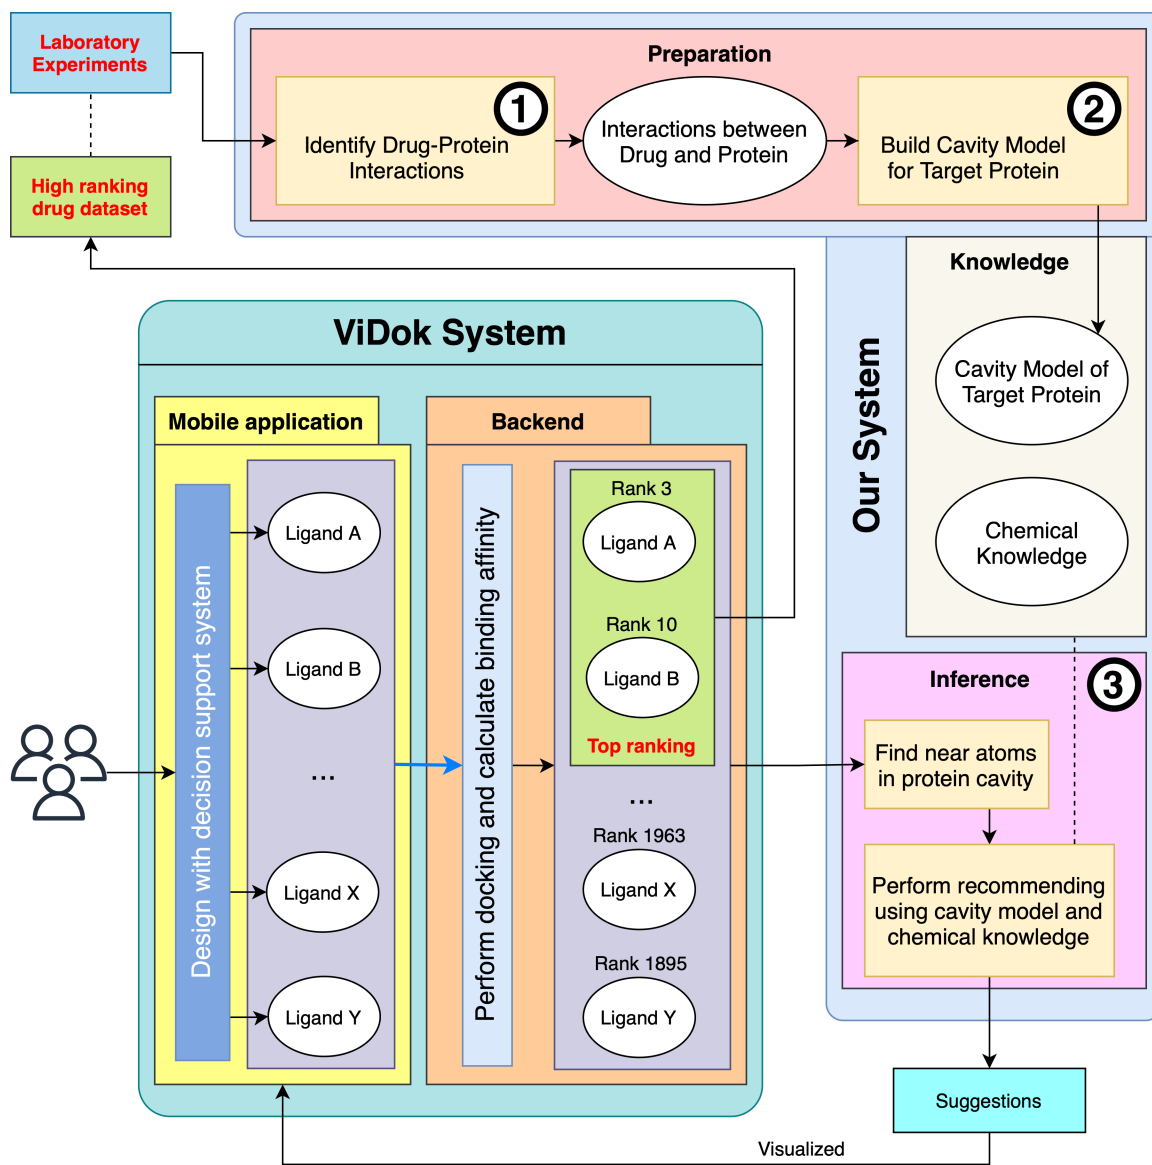 Laboratory
Experiments
High ranking
drug dataset
Preparation
1
Identify Drug-Protein
Interactions
Interactions between
Drug and Protein
2
Build Cavity Model
for Target Protein
Our System
Knowledge
Cavity Model of
Target Protein
Chemical
Knowledge
ViDok System
Mobile application
Design with decision support system
Ligand A
Ligand B
...
Ligand X
Ligand Y
Backend
Perform docking and calculate binding affinity
Rank 3
Ligand A
Rank 10
Ligand B
Top ranking
...
Rank 1963
Ligand X
Rank 1895
Ligand Y
Inference
3
Find near atoms
in protein cavity
Perform recommending
using cavity model and
chemical knowledge
Suggestions
Visualized